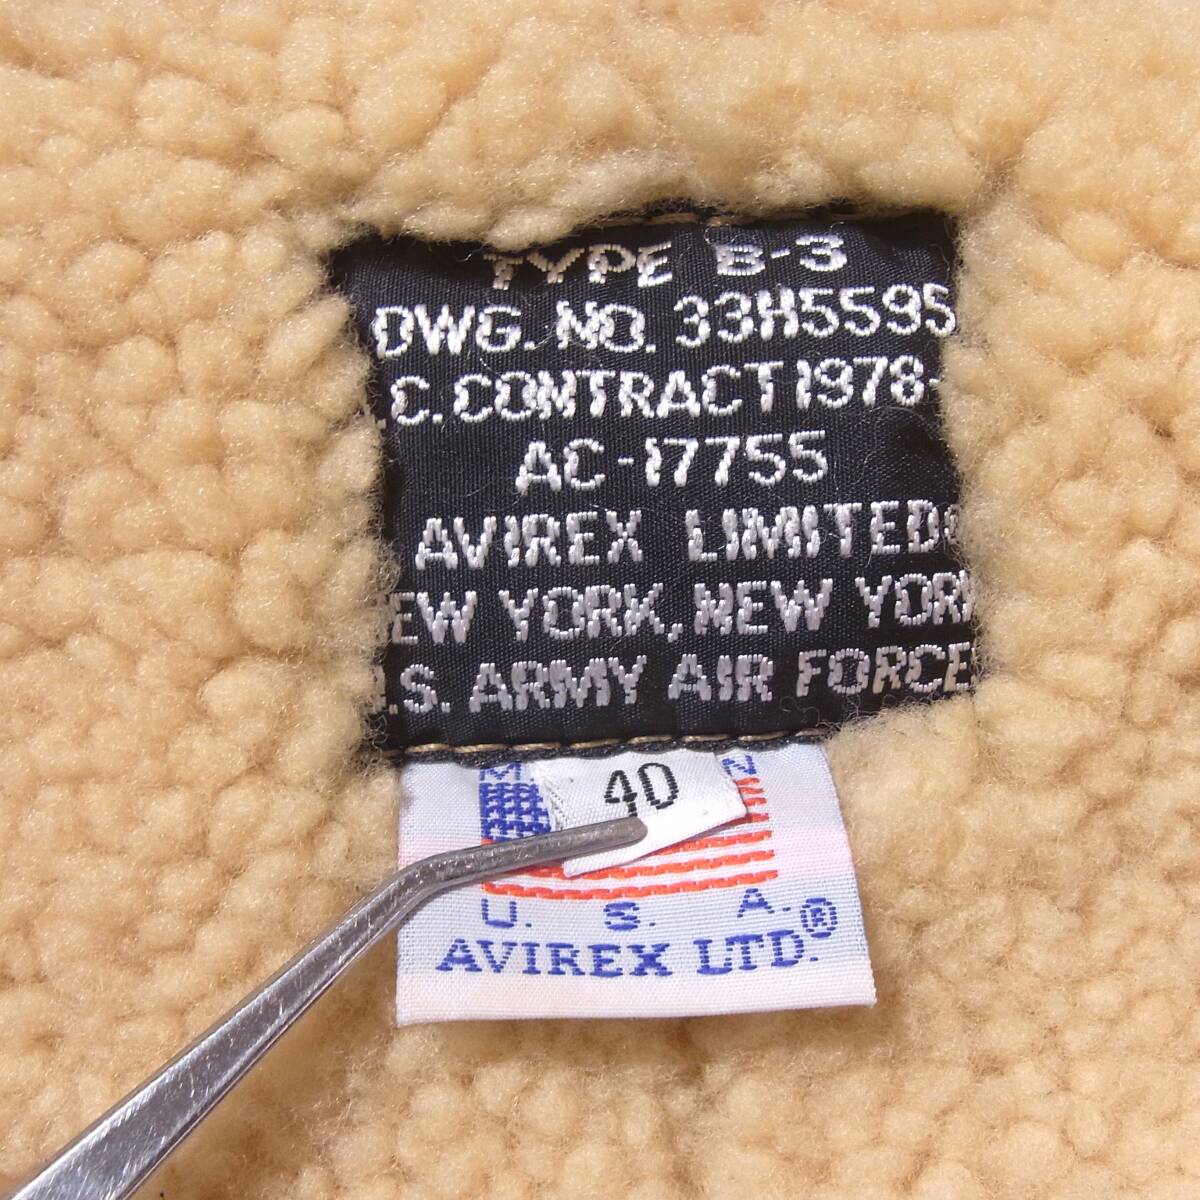 TYPE B-3
DWG. NO. 33H5595
.C. CONTRACT 1978-
AC-17755
AVIREX LIMITED
EW YORK, NEW YORK
.S. ARMY AIR FORCE
40
U. S. A.
AVIREX LTD.®